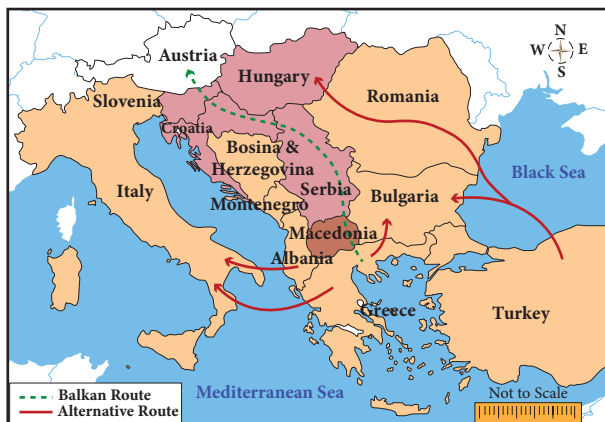 N
W E
S
Austria
Hungary
Slovenia
Romania
Croatia
Bosina &
Herzegovina
Black Sea
Italy
Serbia
Bulgaria
Montenegro
Macedonia
Albania
Greece
Turkey
Mediterranean Sea
Not to Scale
Balkan Route
Alternative Route